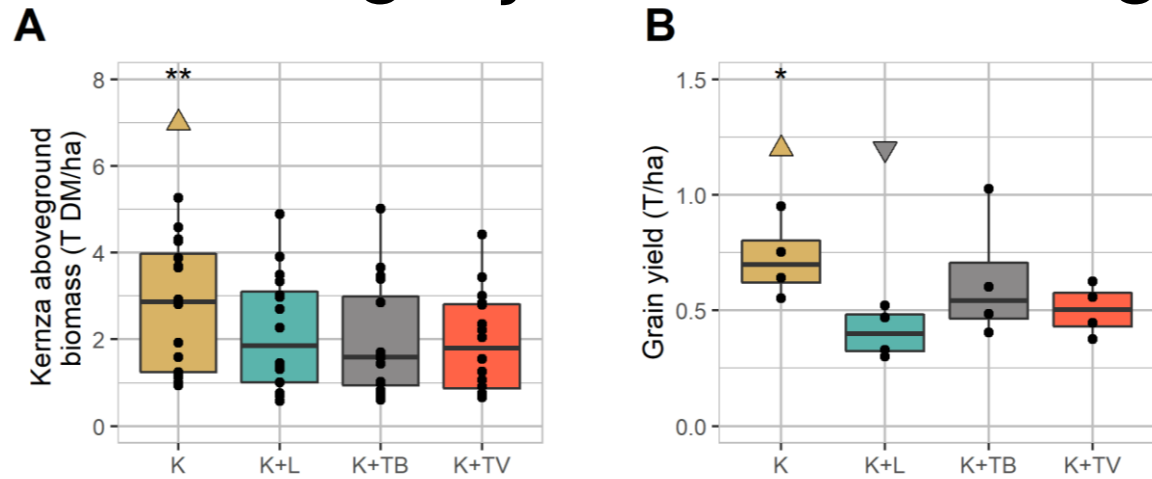 A
**
Kernza aboveground
biomass (T DM/ha)
8
6
4
2
0
K
K+L
K+TB
K+TV
B
*
Grain yield (T/ha)
1.5
1.0
0.5
0.0
K
K+L
K+TB
K+TV